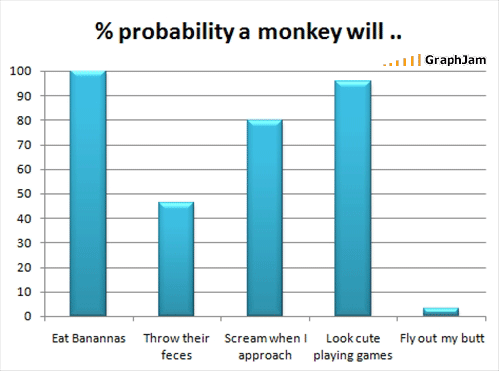 % probability a monkey will ..
GraphJam
100
90
80
70
60
50
40
30
20
10
0
Eat Banannas
Throw their
feces
Scream when I
approach
Look cute
playing games
Fly out my butt